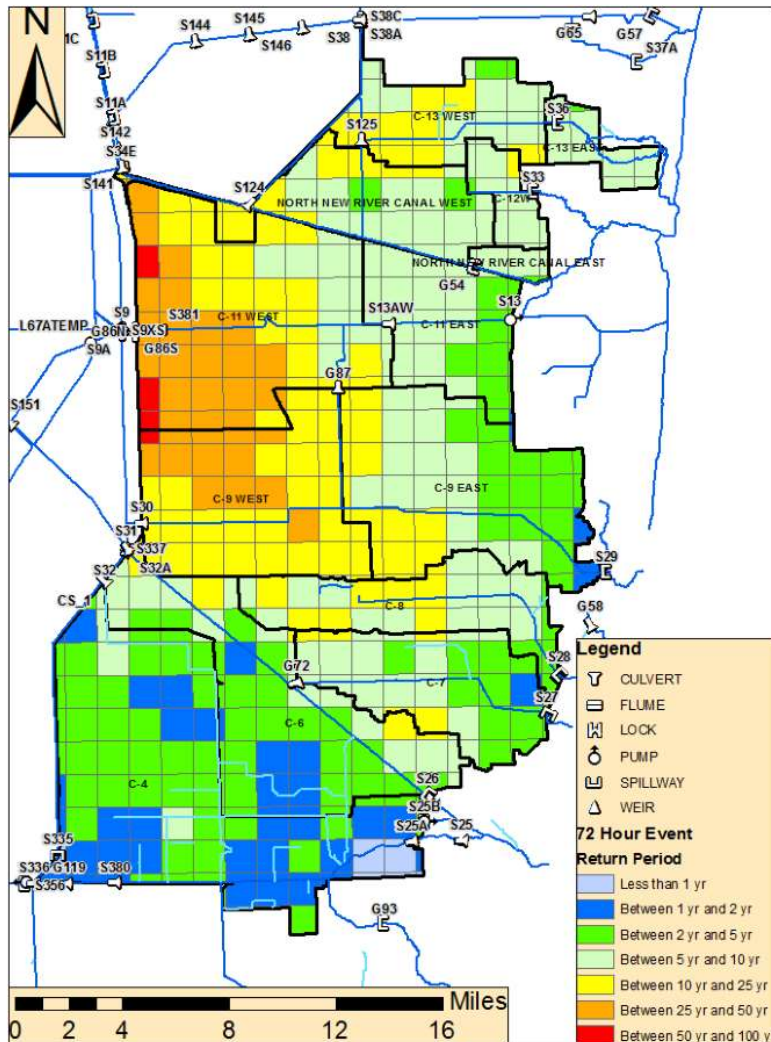 N
S144
S145
S146
S38
S38C
S38A
G65
G57
S37A
1C
S11B
S11A
S142
S34E
S141
S124
S125
C-13 WEST
S36
C-13 EAST
S33
C-12W
NORTH NEW RIVER CANAL WEST
NORTH NEW RIVER CANAL EAST
G54
S13
S9
L67ATEMP
G86N
S9XS
S381
C-11 WEST
S13AW
C-11 EAST
S9A
G86S
G87
S151
C-9 WEST
C-9 EAST
S30
S31
S337
S32A
S32
S29
CS_1
C-8
G58
G72
C-7
S28
S27
C-6
C-4
S26
S25B
S25A
S25
S335
S336
G119
S380
S356
G93
Legend
CULVERT
FLUME
LOCK
PUMP
SPILLWAY
WEIR
72 Hour Event
Return Period
Less than 1 yr
Between 1 yr and 2 yr
Between 2 yr and 5 yr
Between 5 yr and 10 yr
Between 10 yr and 25 yr
Between 25 yr and 50 yr
Between 50 yr and 100 y
Miles
0 2 4 8 12 16